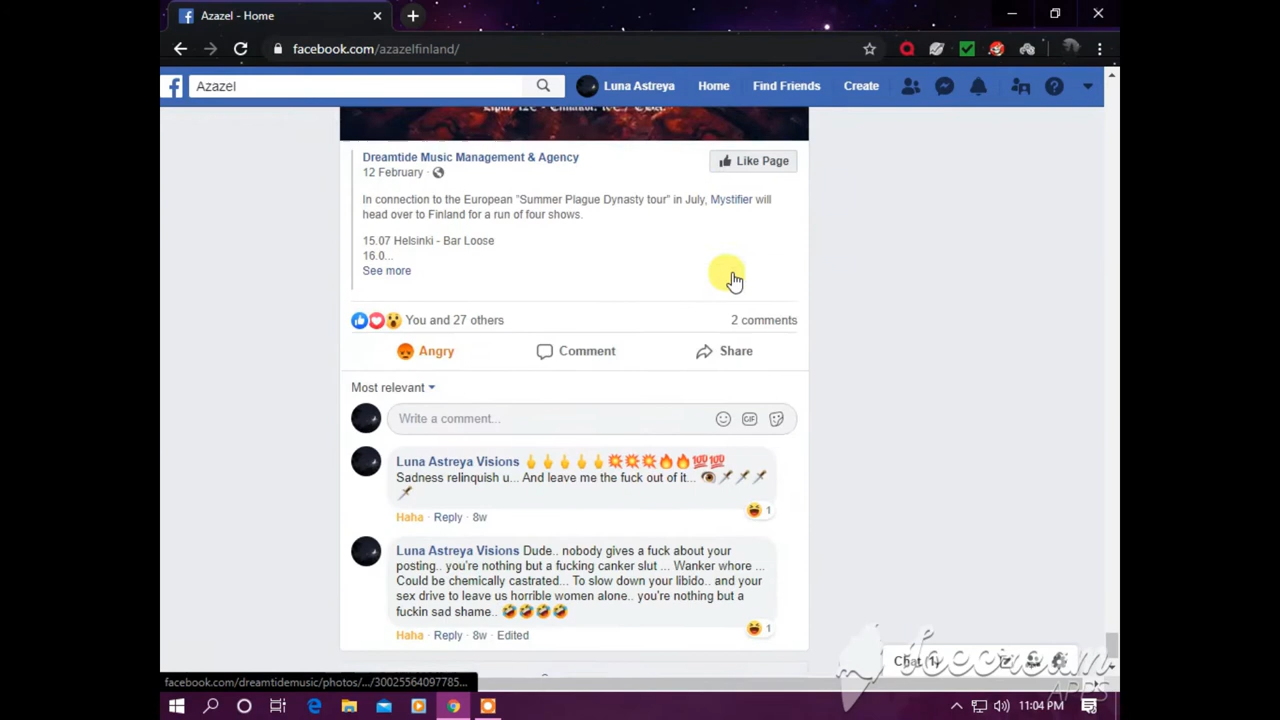 Azazel - Home
facebook.com/azazelfinland/
Azazel
Luna Astreya
Home
Find Friends
Create
Dreamtide Music Management & Agency
Like Page
12 February ·
In connection to the European "Summer Plague Dynasty tour" in July, Mystifier will
head over to Finland for a run of four shows.
15.07 Helsinki - Bar Loose
16.0...
See more
You and 27 others
2 comments
Angry
Comment
Share
Most relevant
Write a comment...
GIF
Luna Astreya Visions 🖕🖕🖕🖕🖕💥💥💥🔥🔥💯💯
Sadness relinquish u... And leave me the fuck out of it... 👁🗡🗡🗡
🗡
1
Haha · Reply · 8w
Luna Astreya Visions Dude.. nobody gives a fuck about your
posting.. you're nothing but a fucking canker slut ... Wanker whore ...
Could be chemically castrated... To slow down your libido.. and your
sex drive to leave us horrible women alone.. you're nothing but a
fuckin sad shame.. 🤣🤣🤣🤣
1
Haha · Reply · 8w · Edited
Chat (1)
icecream
APPS
facebook.com/dreamtidemusic/photos/.../30025564097785...
11:04 PM